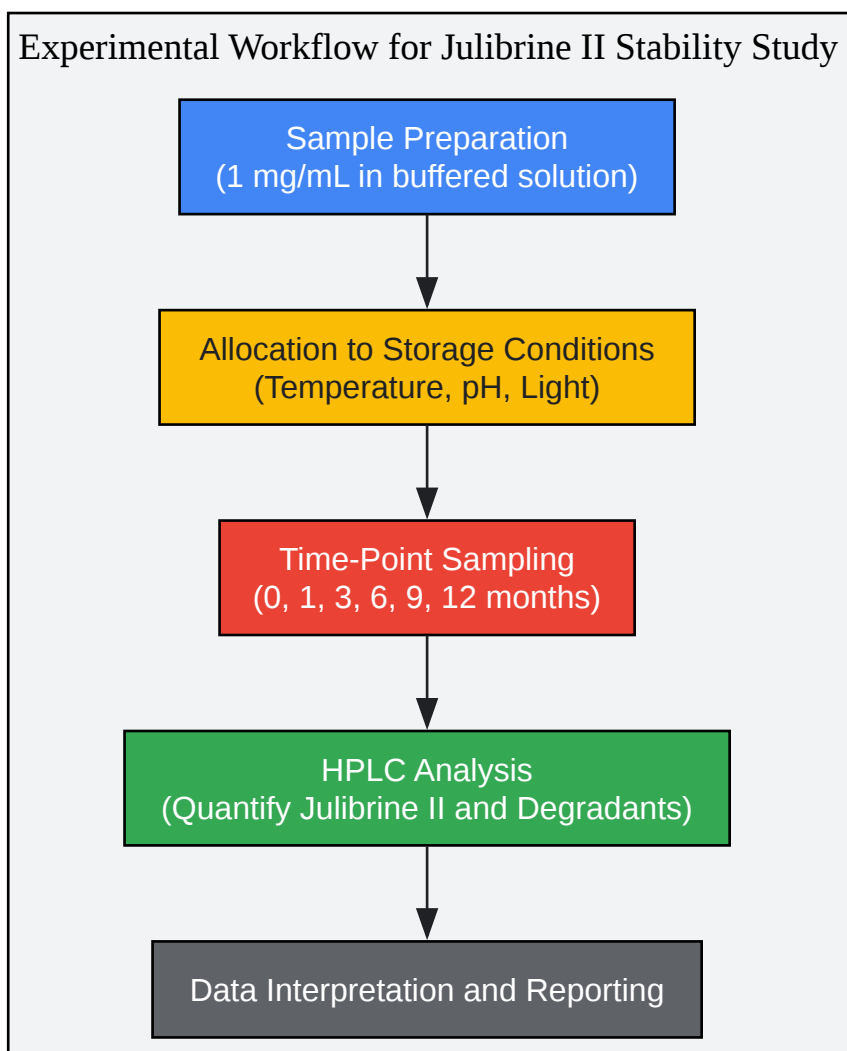 Experimental Workflow for Julibrine II Stability Study
Sample Preparation
(1 mg/mL in buffered solution)
Allocation to Storage Conditions
(Temperature, pH, Light)
Time-Point Sampling
(0, 1, 3, 6, 9, 12 months)
HPLC Analysis
(Quantify Julibrine II and Degradants)
Data Interpretation and Reporting